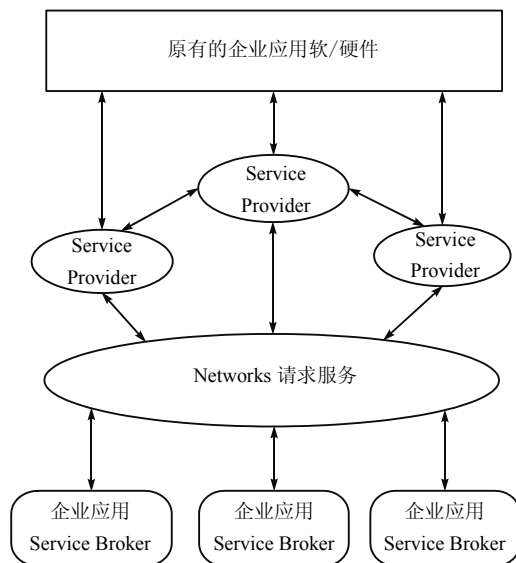 原有的企业应用软/硬件
Service
Provider
Service
Provider
Service
Provider
Networks 请求服务
企业应用
Service Broker
企业应用
Service Broker
企业应用
Service Broker